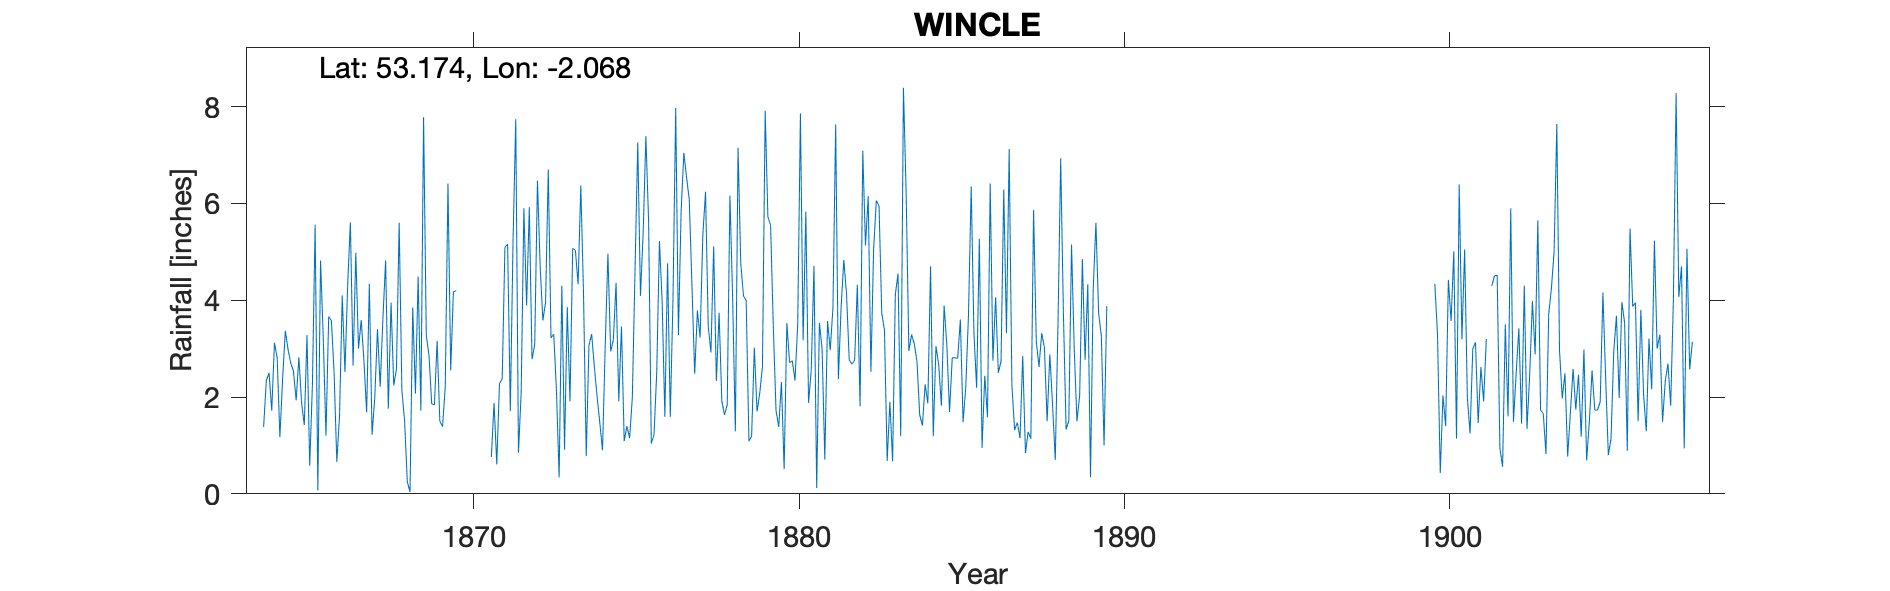 WINCLE
Lat: 53.174, Lon: -2.068
Rainfall [inches]
8
6
4
2
0
1870 1880 1890 1900
Year